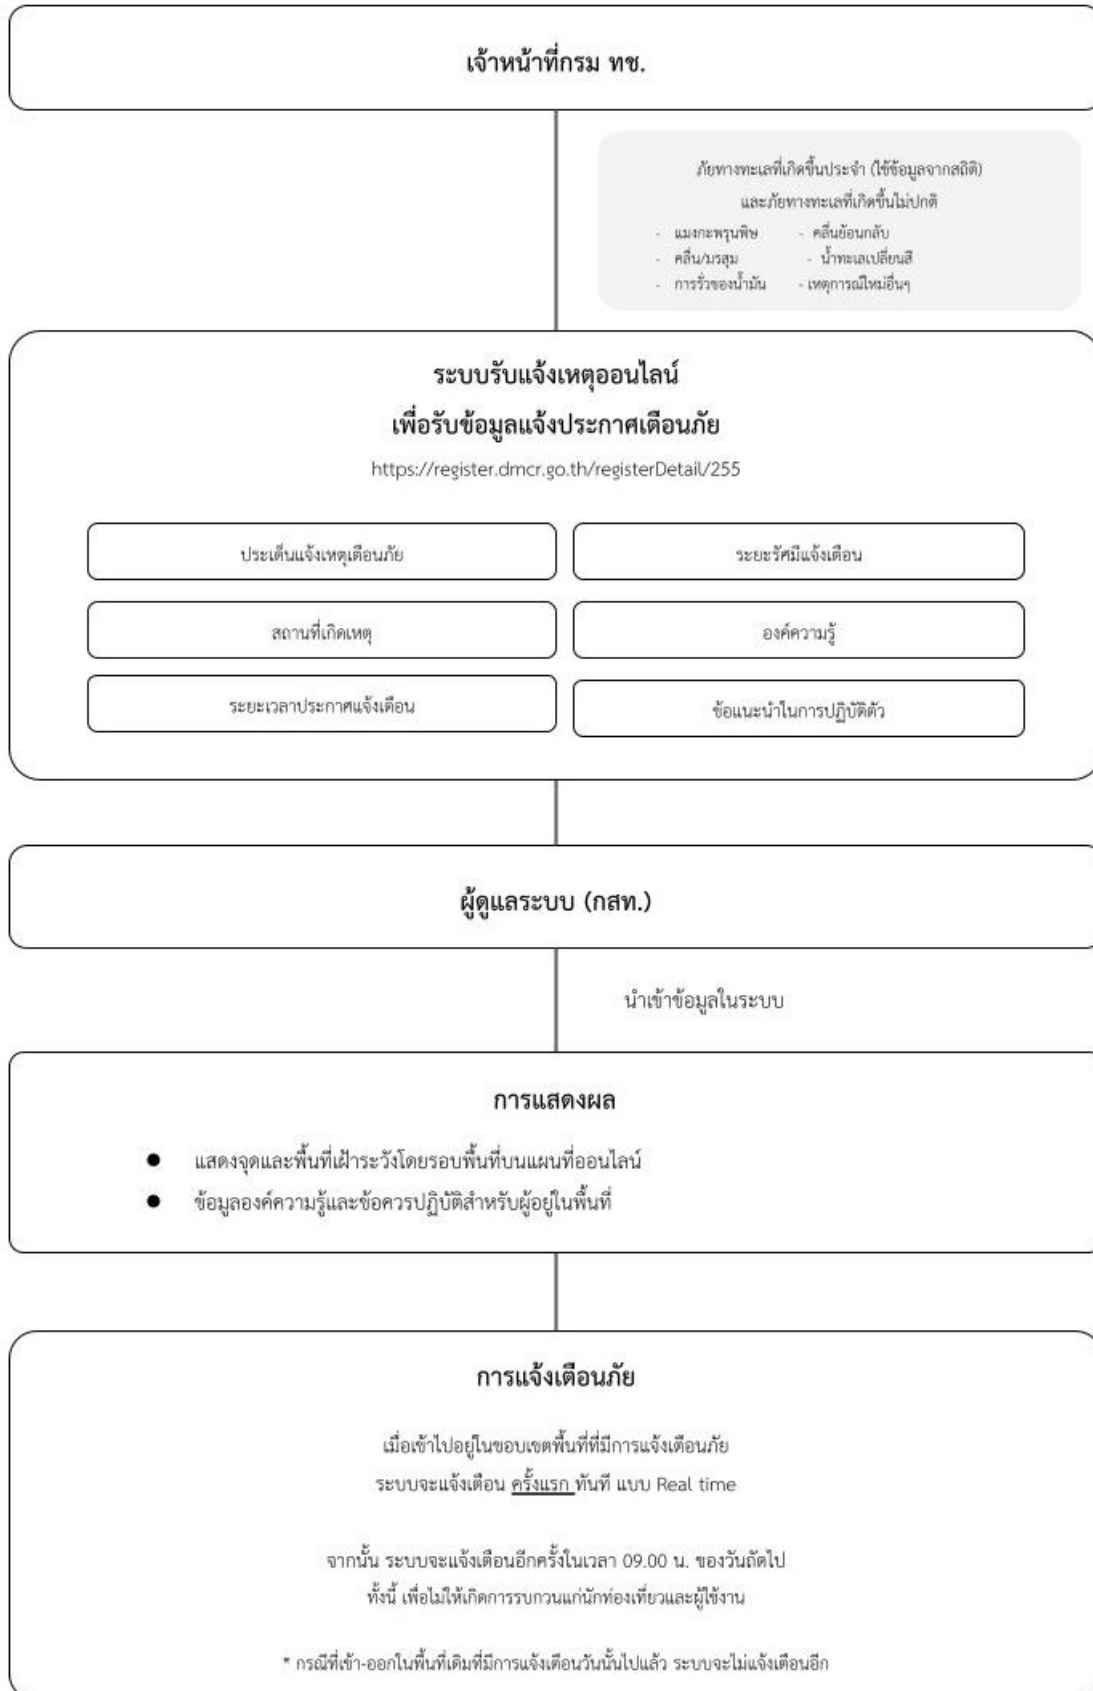 เจ้าหน้าที่กรม ทช.
ภัยทางทะเลที่เกิดขึ้นประจำ (ใช้ข้อมูลจากสถิติ)
และภัยทางทะเลที่เกิดขึ้นไม่ปกติ
- แมงกะพรุนพิษ - คลื่นย้อนกลับ
- คลื่น/มรสุม - น้ำทะเลเปลี่ยนสี
- การรั่วของน้ำมัน - เหตุการณ์ใหม่อื่นๆ
ระบบรับแจ้งเหตุออนไลน์
เพื่อรับข้อมูลแจ้งประกาศเตือนภัย
https://register.dmcr.go.th/registerDetail/255
ประเด็นแจ้งเหตุเตือนภัย
ระยะรัศมีแจ้งเตือน
สถานที่เกิดเหตุ
องค์ความรู้
ระยะเวลาประกาศแจ้งเตือน
ข้อแนะนำในการปฏิบัติตัว
ผู้ดูแลระบบ (กสท.)
นำเข้าข้อมูลในระบบ
การแสดงผล
● แสดงจุดและพื้นที่เฝ้าระวังโดยรอบพื้นที่บนแผนที่ออนไลน์
● ข้อมูลองค์ความรู้และข้อควรปฏิบัติสำหรับผู้อยู่ในพื้นที่
การแจ้งเตือนภัย
เมื่อเข้าไปอยู่ในขอบเขตพื้นที่ที่มีการแจ้งเตือนภัย
ระบบจะแจ้งเตือน ครั้งแรก ทันที แบบ Real time
จากนั้น ระบบจะแจ้งเตือนอีกครั้งในเวลา 09.00 น. ของวันถัดไป
ทั้งนี้ เพื่อไม่ให้เกิดการรบกวนแก่นักท่องเที่ยวและผู้ใช้งาน
* กรณีที่เข้า-ออกในพื้นที่เดิมที่มีการแจ้งเตือนวันนั้นไปแล้ว ระบบจะไม่แจ้งเตือนอีก